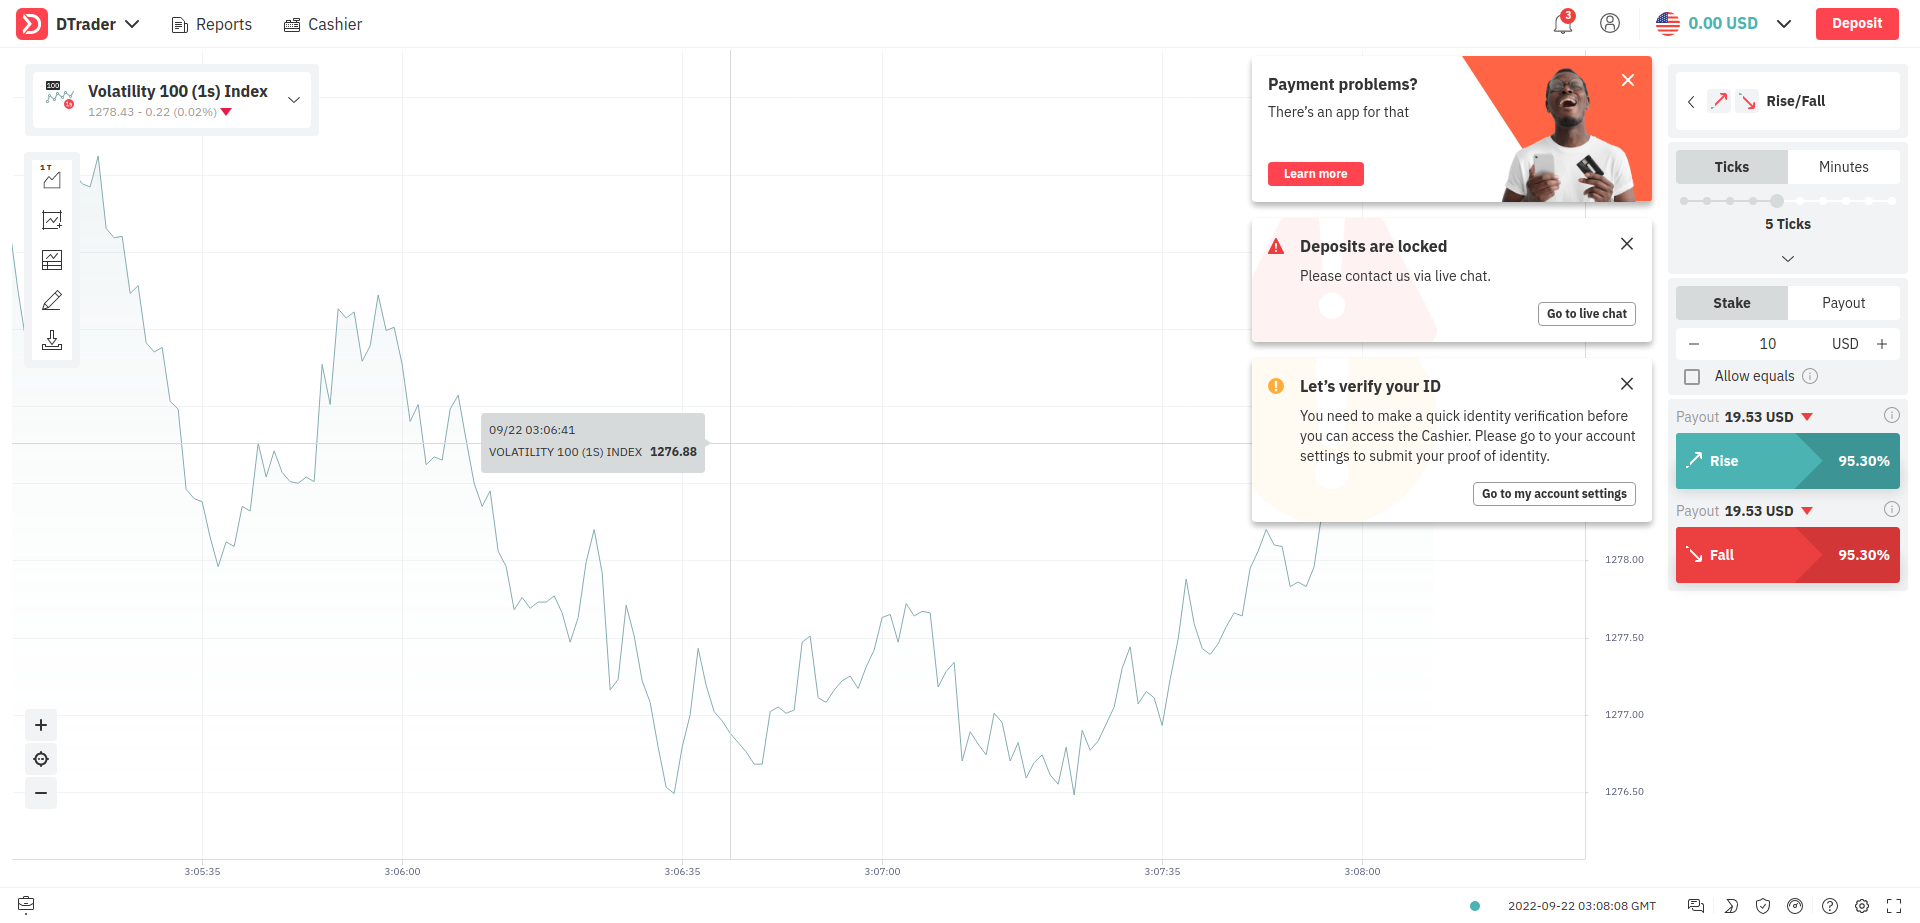 DTrader
Reports
Cashier
3
0.00 USD
Deposit
100
1s
Volatility 100 (1s) Index
1278.43 - 0.22 (0.02%)
1 T
Payment problems?
There's an app for that
Learn more
Deposits are locked
Please contact us via live chat.
Go to live chat
Let's verify your ID
You need to make a quick identity verification before
you can access the Cashier. Please go to your account
settings to submit your proof of identity.
Go to my account settings
09/22 03:06:41
VOLATILITY 100 (1S) INDEX 1276.88
1278.00
1277.50
1277.00
1276.50
3:05:35
3:06:00
3:06:35
3:07:00
3:07:35
3:08:00
Rise/Fall
Ticks
Minutes
5 Ticks
Stake
Payout
10
USD
Allow equals
Payout 19.53 USD
Rise
95.30%
Payout 19.53 USD
Fall
95.30%
2022-09-22 03:08:08 GMT